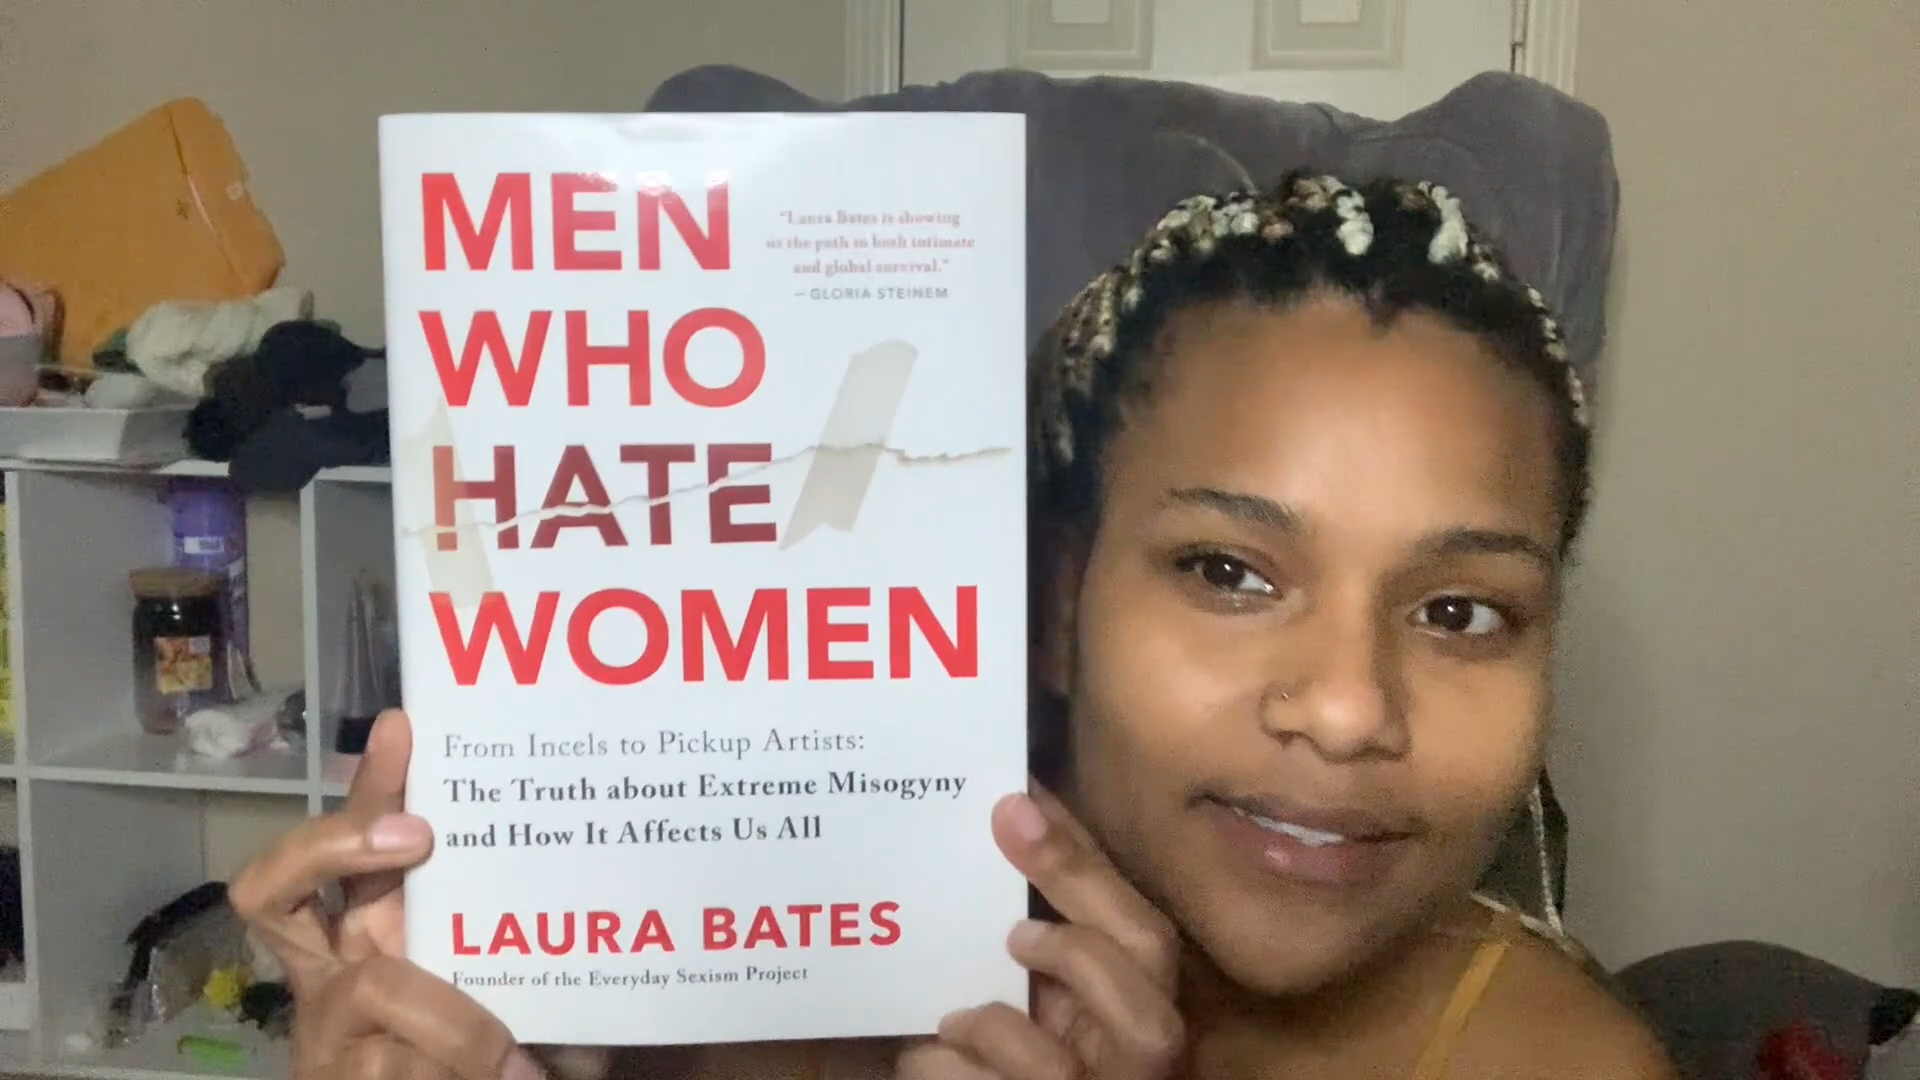 MEN
WHO
HATE
WOMEN
"Laura Bates is showing
us the path to both intimate
and global survival."
– GLORIA STEINEM
From Incels to Pickup Artists:
The Truth about Extreme Misogyny
and How It Affects Us All
LAURA BATES
Founder of the Everyday Sexism Project